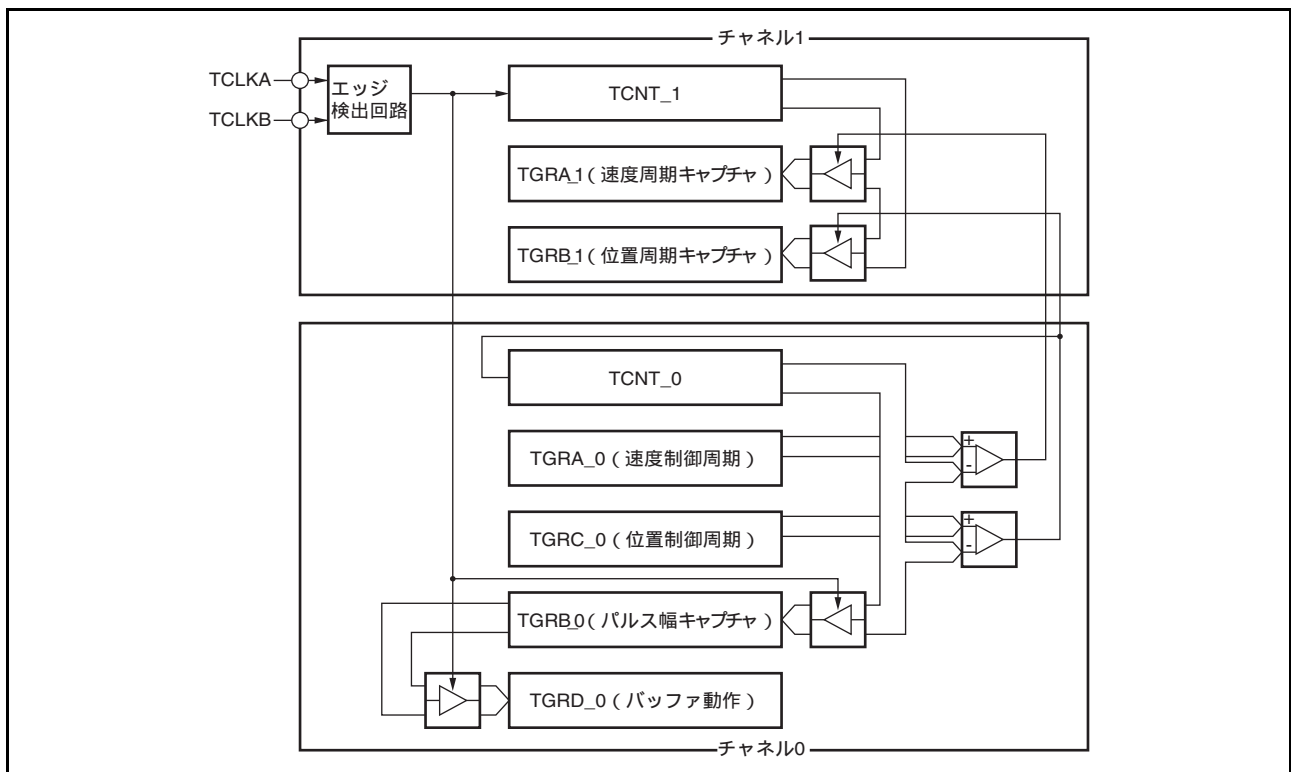 チャネル1
TCLKA
TCLKB
エッジ
検出回路
TCNT_1
TGRA_1(速度周期キャプチャ)
TGRB_1(位置周期キャプチャ)
TCNT_0
TGRA_0(速度制御周期)
+
-
TGRC_0(位置制御周期)
+
-
TGRB_0(パルス幅キャプチャ)
TGRD_0(バッファ動作)
チャネル0